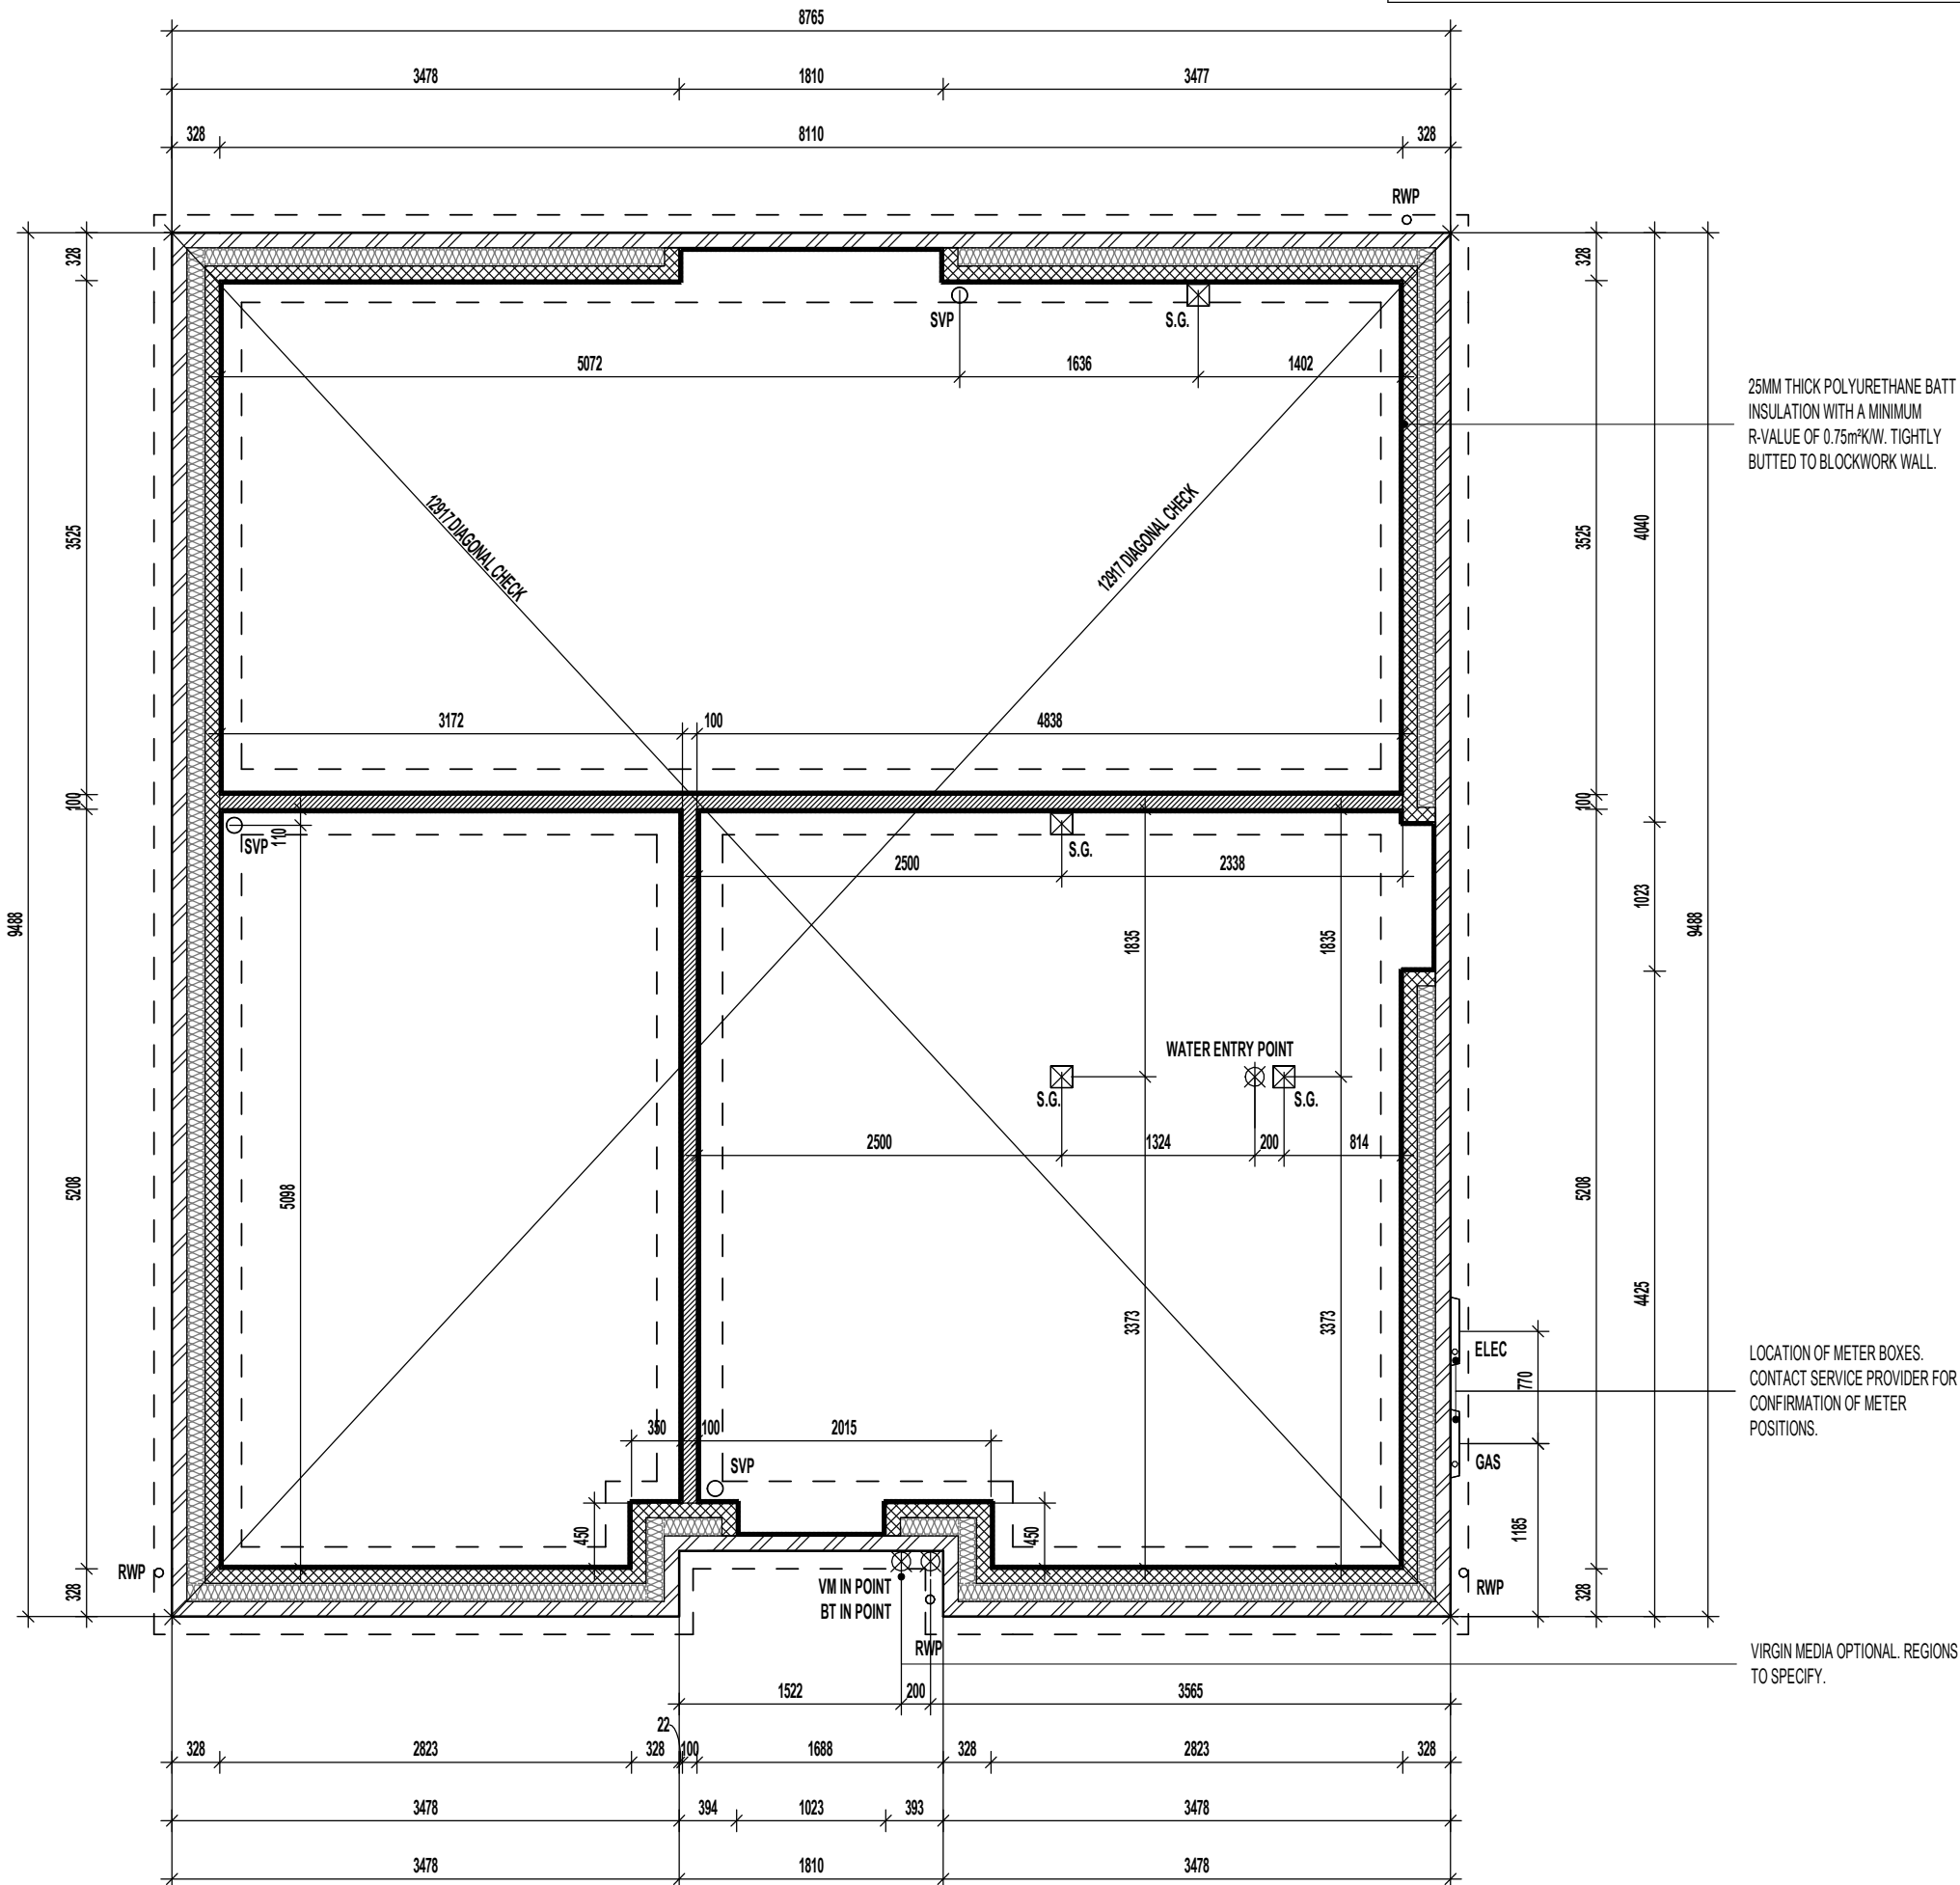 8765
3478
1810
3477
328
8110
328
RWP
328
328
SVP
S.G.
5072
1636
1402
25MM THICK POLYURETHANE BATT
INSULATION WITH A MINIMUM
R-VALUE OF 0.75m²K/W. TIGHTLY
BUTTED TO BLOCKWORK WALL.
3525
12917 DIAGONAL CHECK
12917 DIAGONAL CHECK
3525
4040
3172
100
4838
100
100
SVP
110
S.G.
2500
2338
9488
1835
1835
1023
9488
WATER ENTRY POINT
S.G.
S.G.
2500
1324
200
814
5208
5098
5208
4425
3373
3373
ELEC
770
LOCATION OF METER BOXES.
CONTACT SERVICE PROVIDER FOR
CONFIRMATION OF METER
POSITIONS.
350
100
2015
SVP
GAS
450
450
1185
RWP
328
VM IN POINT
BT IN POINT
RWP
328
RWP
VIRGIN MEDIA OPTIONAL. REGIONS
TO SPECIFY.
1522
200
3565
22
328
2823
328
100
1688
328
2823
328
3478
394
1023
393
3478
3478
1810
3478